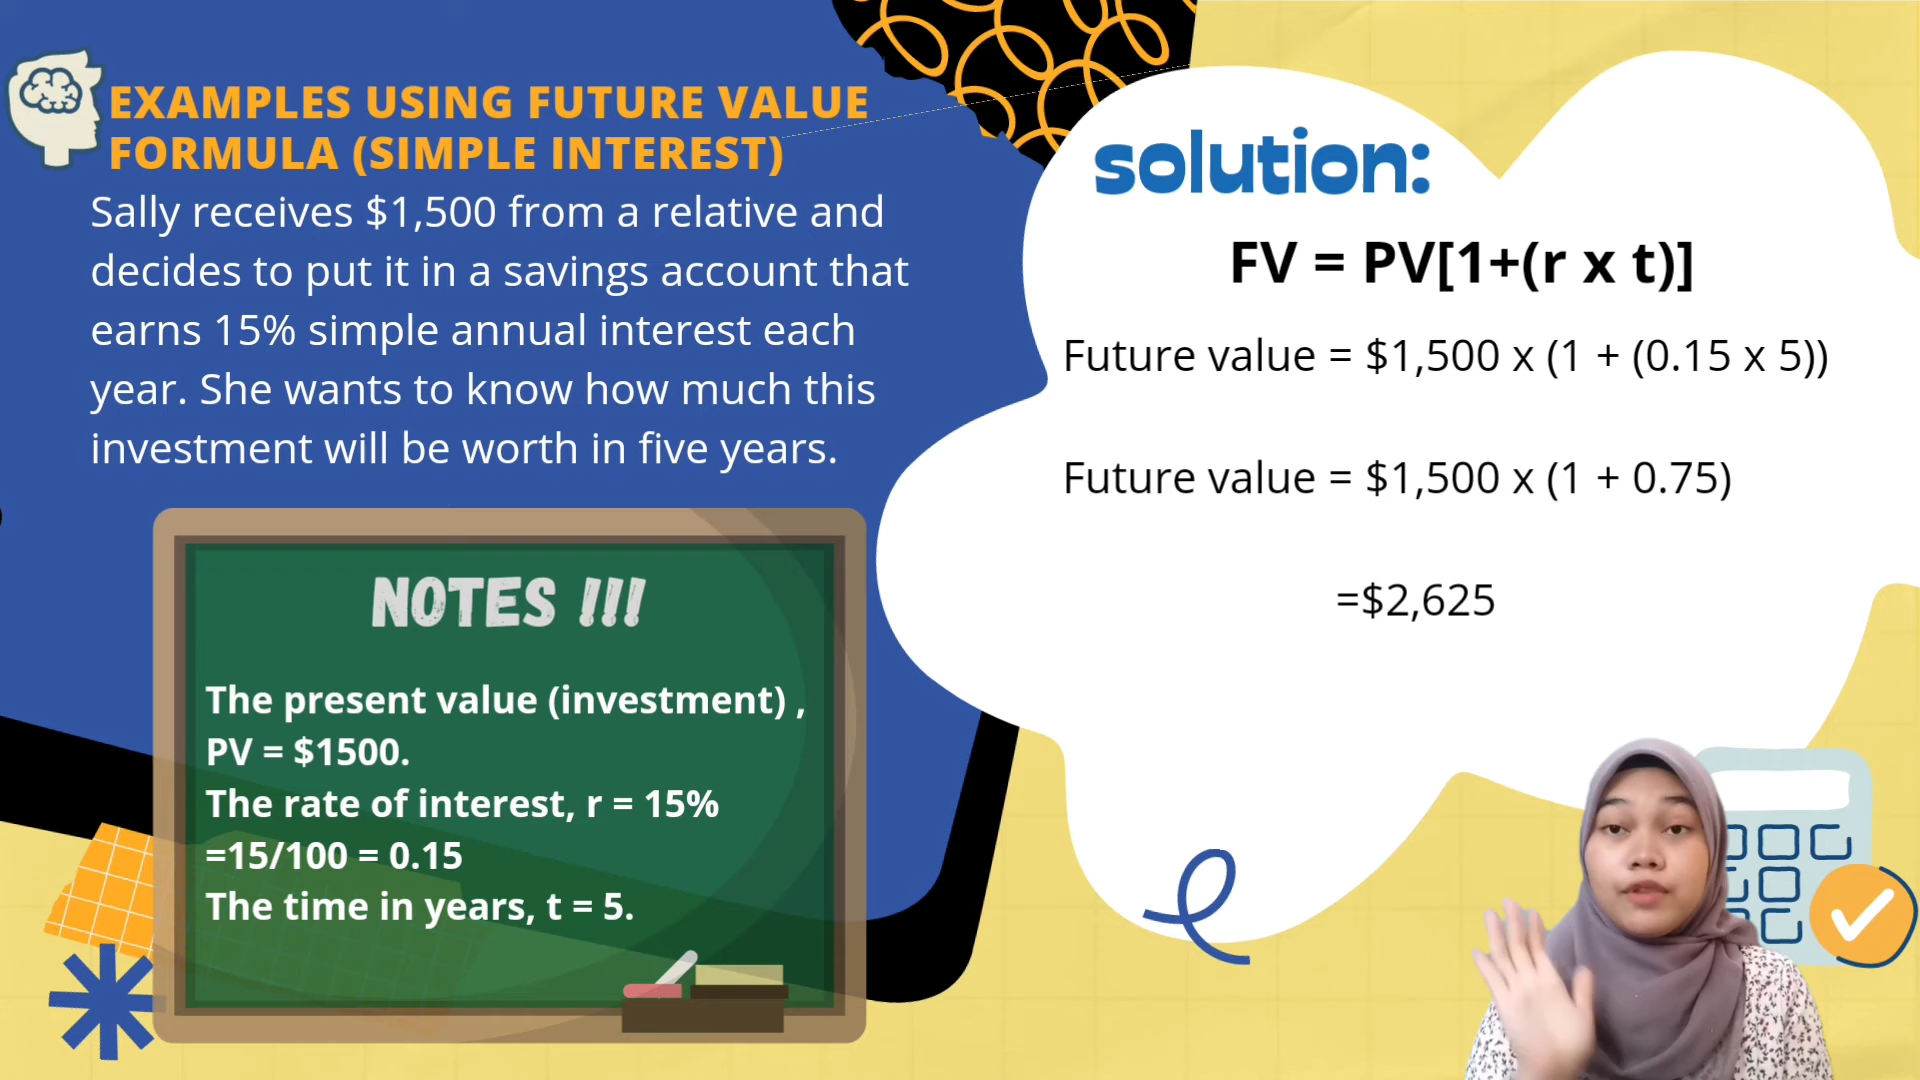 EXAMPLES USING FUTURE VALUE
FORMULA (SIMPLE INTEREST)
Sally receives $1,500 from a relative and
decides to put it in a savings account that
earns 15% simple annual interest each
year. She wants to know how much this
investment will be worth in five years.
NOTES !!!
The present value (investment) ,
PV = $1500.
The rate of interest, r = 15%
=15/100 = 0.15
The time in years, t = 5.
solution:
FV = PV[1+(r x t)]
Future value = $1,500 x (1 + (0.15 x 5))
Future value = $1,500 x (1 + 0.75)
=$2,625